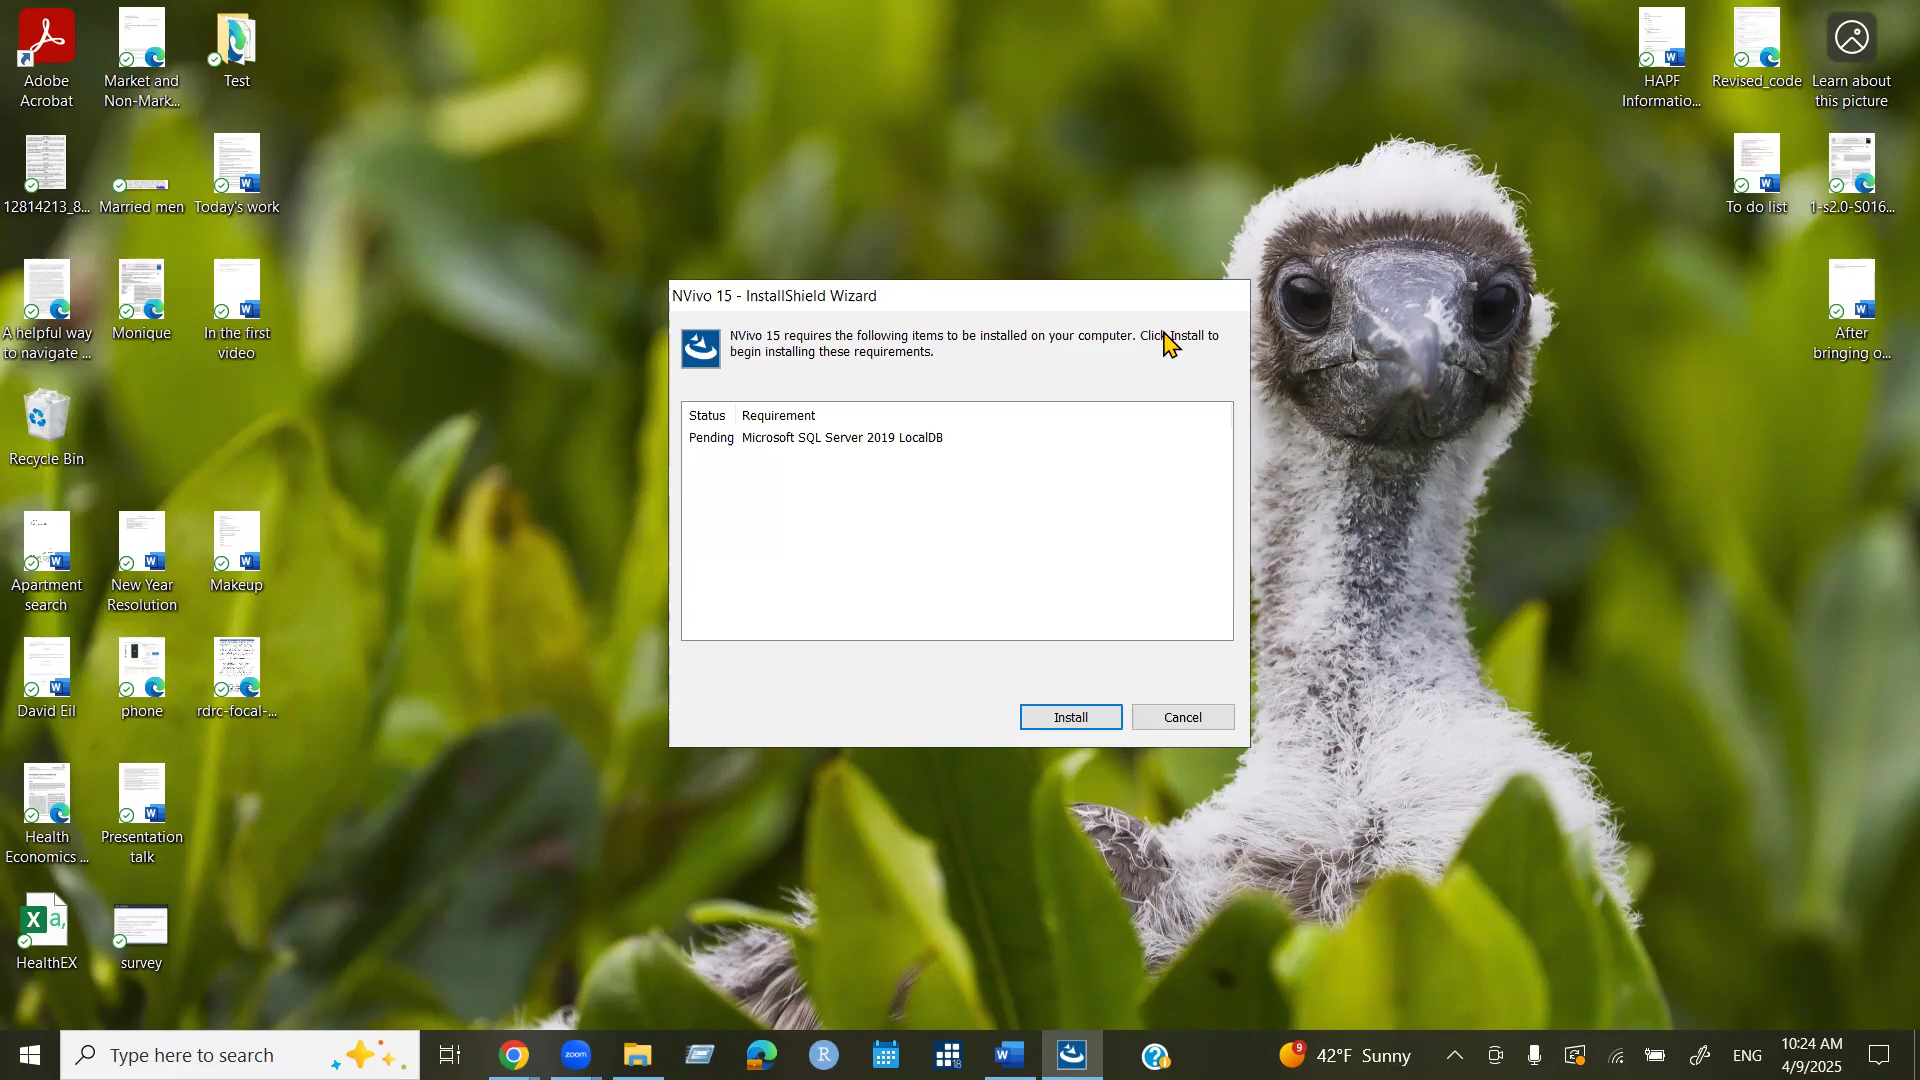 Adobe
Acrobat
Market and
Non-Mark...
Test
12814213_8...
Married men
Today's work
A helpful way
to navigate ...
Monique
In the first
video
Recycle Bin
Apartment
search
New Year
Resolution
Makeup
David Eil
phone
rdrc-focal-...
Health
Economics ...
Presentation
talk
HealthEX
survey
HAPF
Informatio...
Revised_code
Learn about
this picture
To do list
1-s2.0-S016...
After
bringing o...
NVivo 15 - InstallShield Wizard
NVivo 15 requires the following items to be installed on your computer. Click Install to
begin installing these requirements.
Status Requirement
Pending Microsoft SQL Server 2019 LocalDB
Install Cancel
Type here to search
zoom
R
18
W
9
42°F Sunny
ENG
10:24 AM
4/9/2025